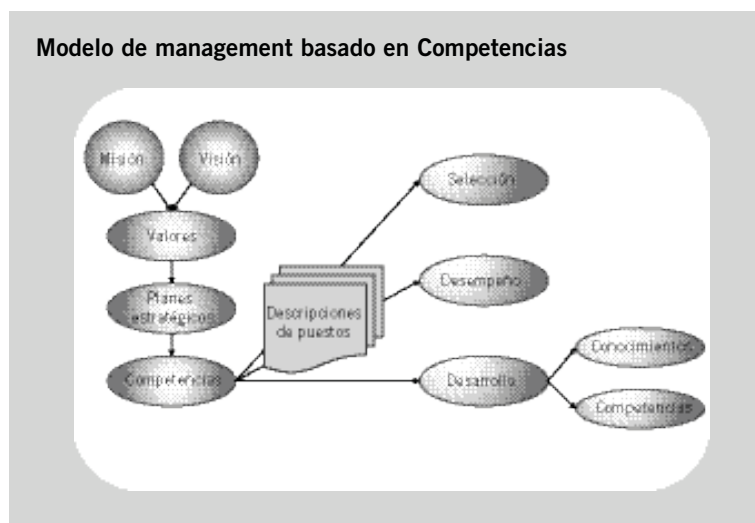 Modelo de management basado en Competencias
Misión
Visión
Valores
Planes
estratégicos
Competencias
Descripciones
de puestos
Selección
Desempeño
Desarrollo
Conocimientos
Competencias